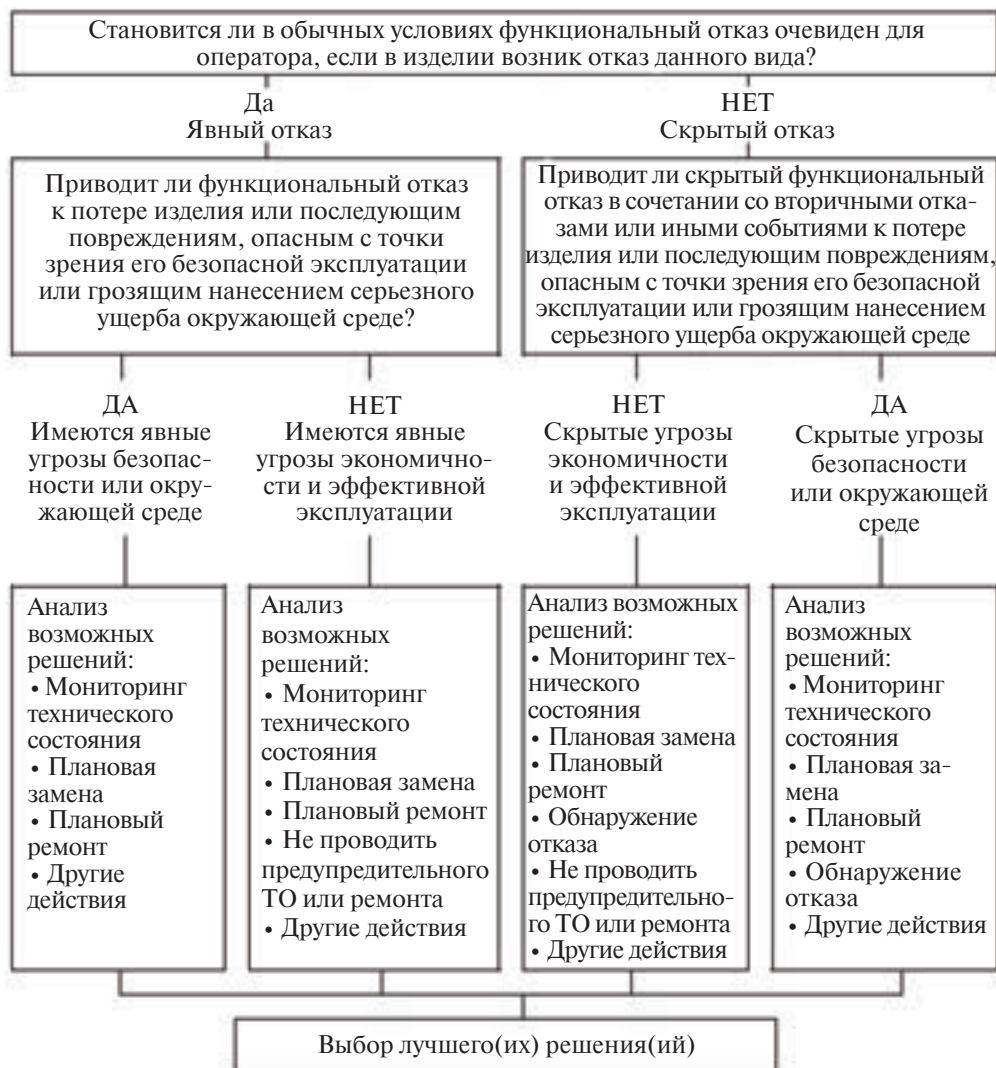 Становится ли в обычных условиях функциональный отказ очевиден для
оператора, если в изделии возник отказ данного вида?
Да
Явный отказ
НЕТ
Скрытый отказ
Приводит ли функциональный отказ
к потере изделия или последующим
повреждениям, опасным с точки
зрения его безопасной эксплуатации
или грозящим нанесением серьезного
ущерба окружающей среде?
Приводит ли скрытый функциональный
отказ в сочетании со вторичными отка-
зами или иными событиями к потере
изделия или последующим повреждениям,
опасным с точки зрения его безопасной
эксплуатации или грозящим нанесением
серьезного ущерба окружающей среде
ДА
Имеются явные
угрозы безопас-
ности или окру-
жающей среде
НЕТ
Имеются явные
угрозы экономично-
сти и эффективной
эксплуатации
НЕТ
Скрытые угрозы
экономичности
и эффективной
эксплуатации
ДА
Скрытые угрозы
безопасности
или окружающей
среде
Анализ
возможных
решений:
• Мониторинг
технического
состояния
• Плановая
замена
• Плановый
ремонт
• Другие
действия
Анализ
возможных
решений:
• Мониторинг
технического
состояния
• Плановая замена
• Плановый ремонт
• Не проводить
предупредительного
ТО или ремонта
• Другие действия
Анализ возможных
решений:
• Мониторинг тех-
нического
состояния
• Плановая замена
• Плановый
ремонт
• Обнаружение
отказа
• Не проводить
предупредительно-
го ТО или ремонта
• Другие действия
Анализ
возможных
решений:
• Мониторинг
технического
состояния
• Плановая за-
мена
• Плановый
ремонт
• Обнаружение
отказа
• Другие действия
Выбор лучшего(их) решения(ий)